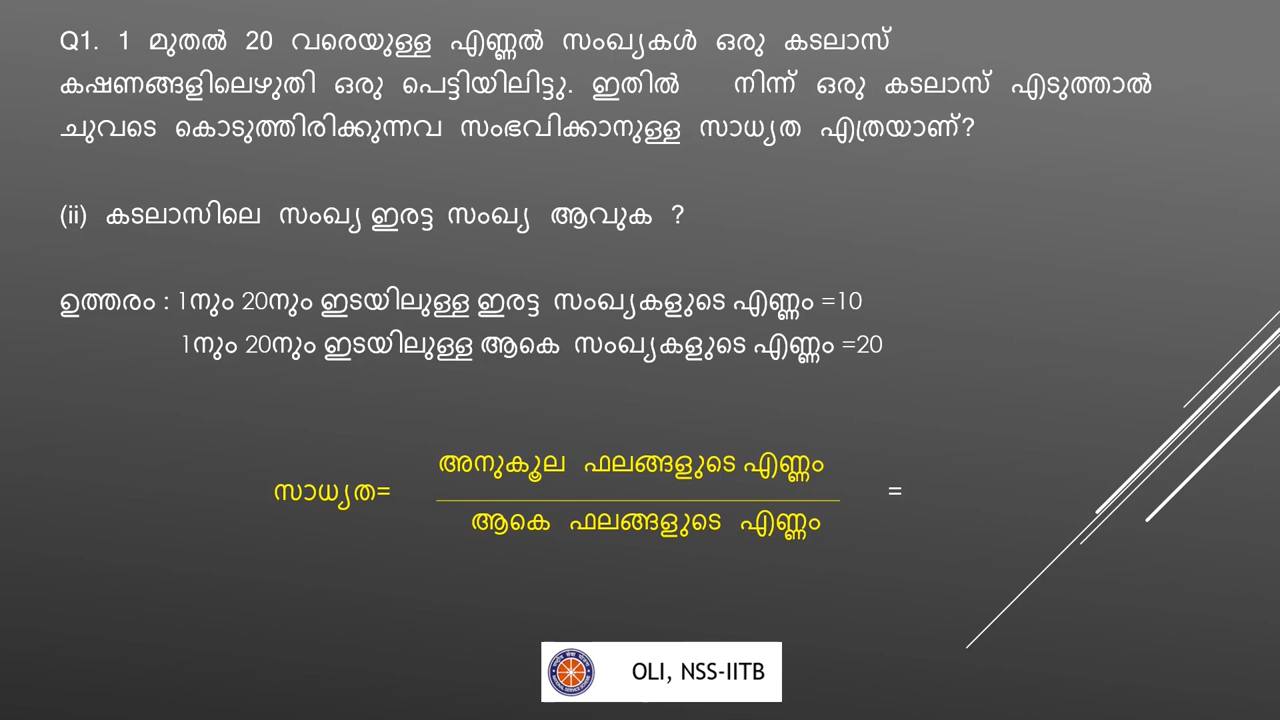 Q1. 1 മുതൽ 20 വരെയുള്ള എണ്ണൽ സംഖ്യകൾ ഒരു കടലാസ്
കഷണങ്ങളിലെഴുതി ഒരു പെട്ടിയിലിട്ടു. ഇതിൽ നിന്ന് ഒരു കടലാസ് എടുത്താൽ
ചുവടെ കൊടുത്തിരിക്കുന്നവ സംഭവിക്കാനുള്ള സാധ്യത എത്രയാണ്?
(ii) കടലാസിലെ സംഖ്യ ഇരട്ട സംഖ്യ ആവുക ?
ഉത്തരം : 1നും 20നും ഇടയിലുള്ള ഇരട്ട സംഖ്യകളുടെ എണ്ണം =10
1നും 20നും ഇടയിലുള്ള ആകെ സംഖ്യകളുടെ എണ്ണം =20
അനുകൂല ഫലങ്ങളുടെ എണ്ണം
സാധ്യത= =
ആകെ ഫലങ്ങളുടെ എണ്ണം
OLI, NSS-IITB